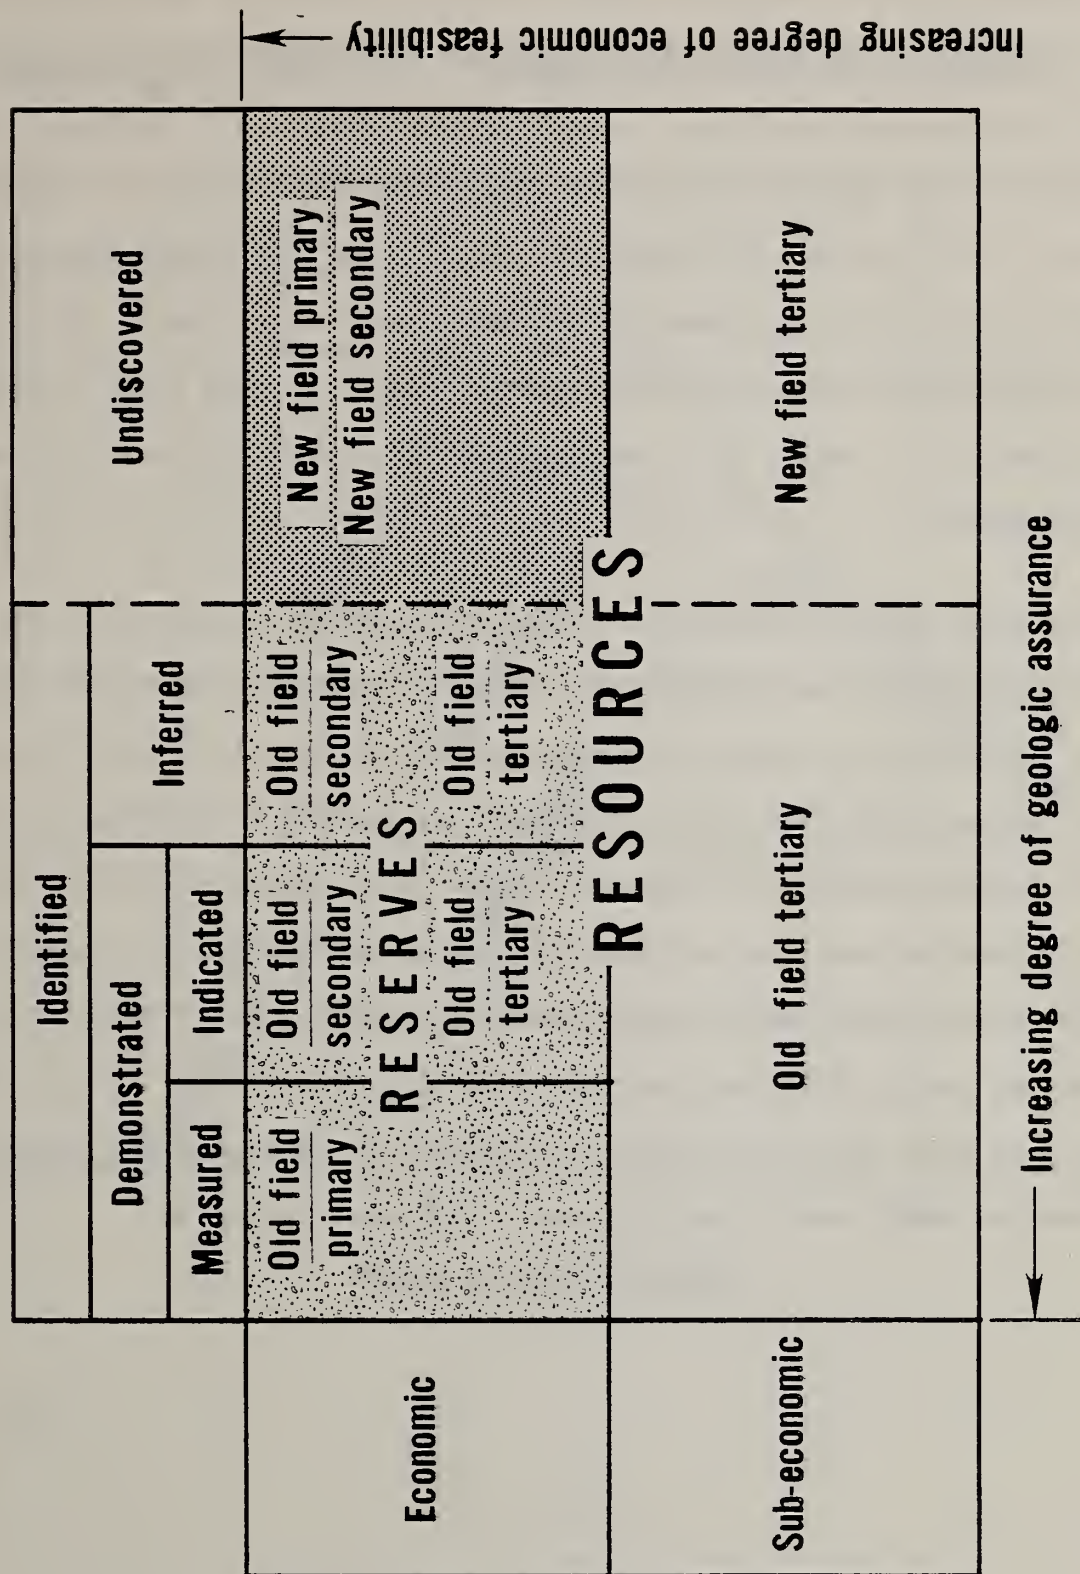 Identified
Undiscovered
Demonstrated
Inferred
Measured
Indicated
Economic
Old field
primary
Old field
secondary
Old field
secondary
New field primary
New field secondary
RESERVES
Old field
tertiary
Old field
tertiary
RESOURCES
Sub-economic
Old field tertiary
New field tertiary
Increasing degree of geologic assurance
Increasing degree of economic feasibility